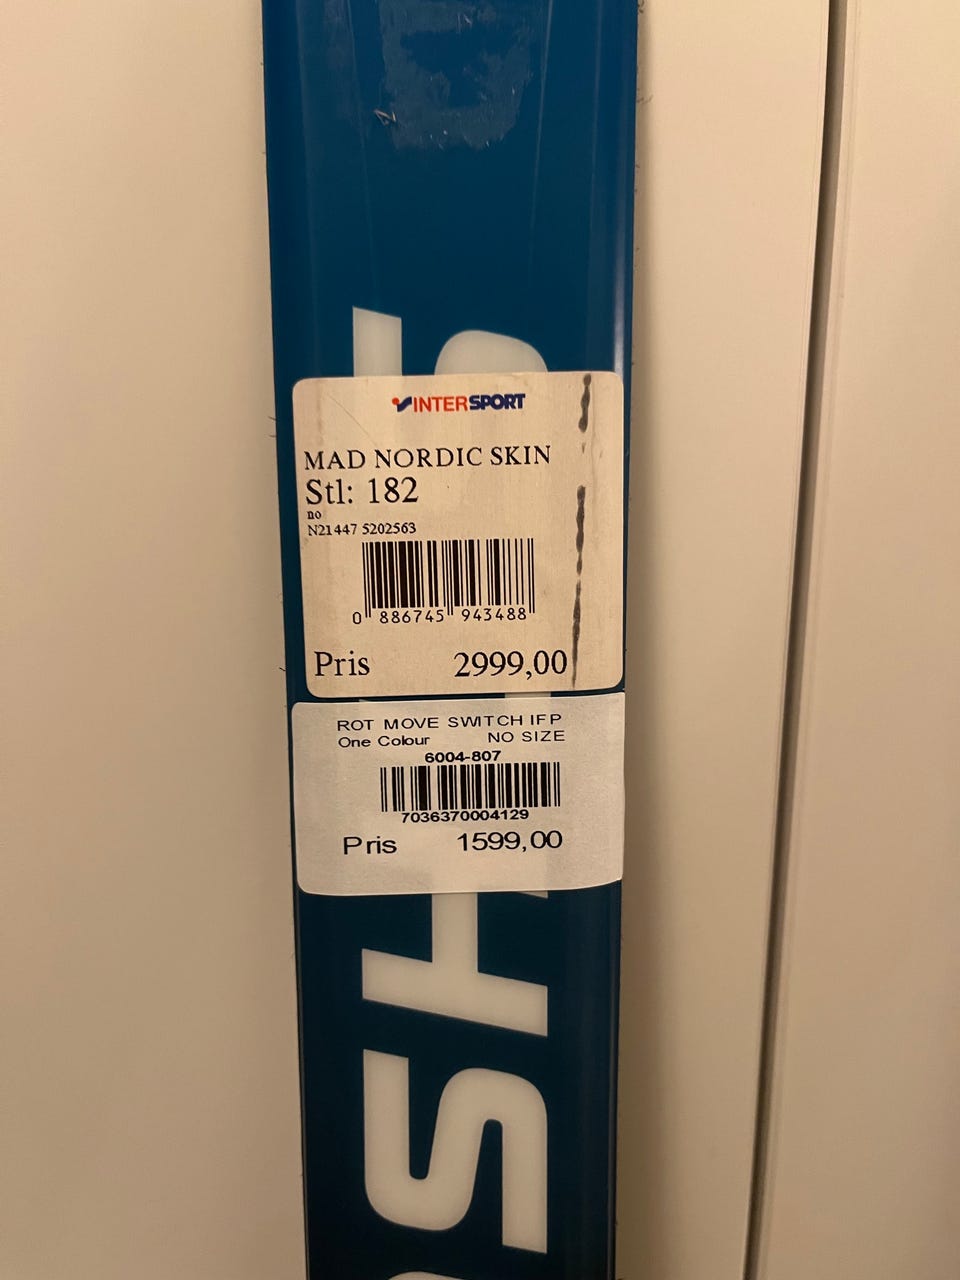 INTERSPORT
MAD NORDIC SKIN
Stl: 182
no
N21447 5202563
0 886745 943488
Pris 2999,00
ROT MOVE SWITCH IFP
One Colour NO SIZE
6004-807
7036370004129
Pris 1599,00